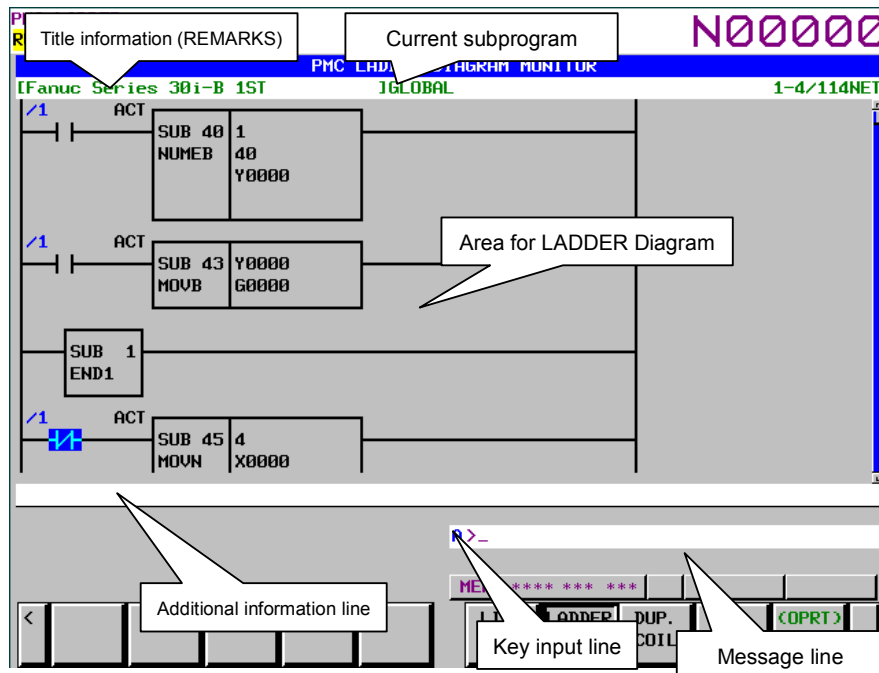 Title information (REMARKS)
Current subprogram
N00000
PMC LADDER DIAGRAM MONITOR
[Fanuc Series 30i-B 1ST ]GLOBAL 1-4/114NET
/1 ACT
SUB 40 1
NUMEB 40
Y0000
/1 ACT
Area for LADDER Diagram
SUB 43 Y0000
MOVB G0000
SUB 1
END1
/1 ACT
SUB 45 4
MOVN X0000
A>_
MEM **** *** ***
Additional information line
< LADDER DUP. (OPRT)
COIL
Key input line
Message line